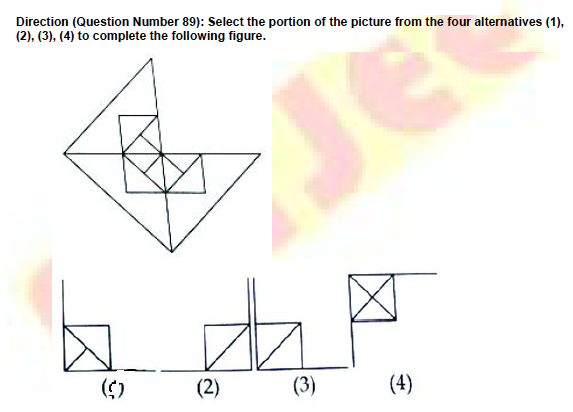 Direction (Question Number 89): Select the portion of the picture from the four alternatives (1),
(2), (3), (4) to complete the following figure.
jee
(2) (3) (4)